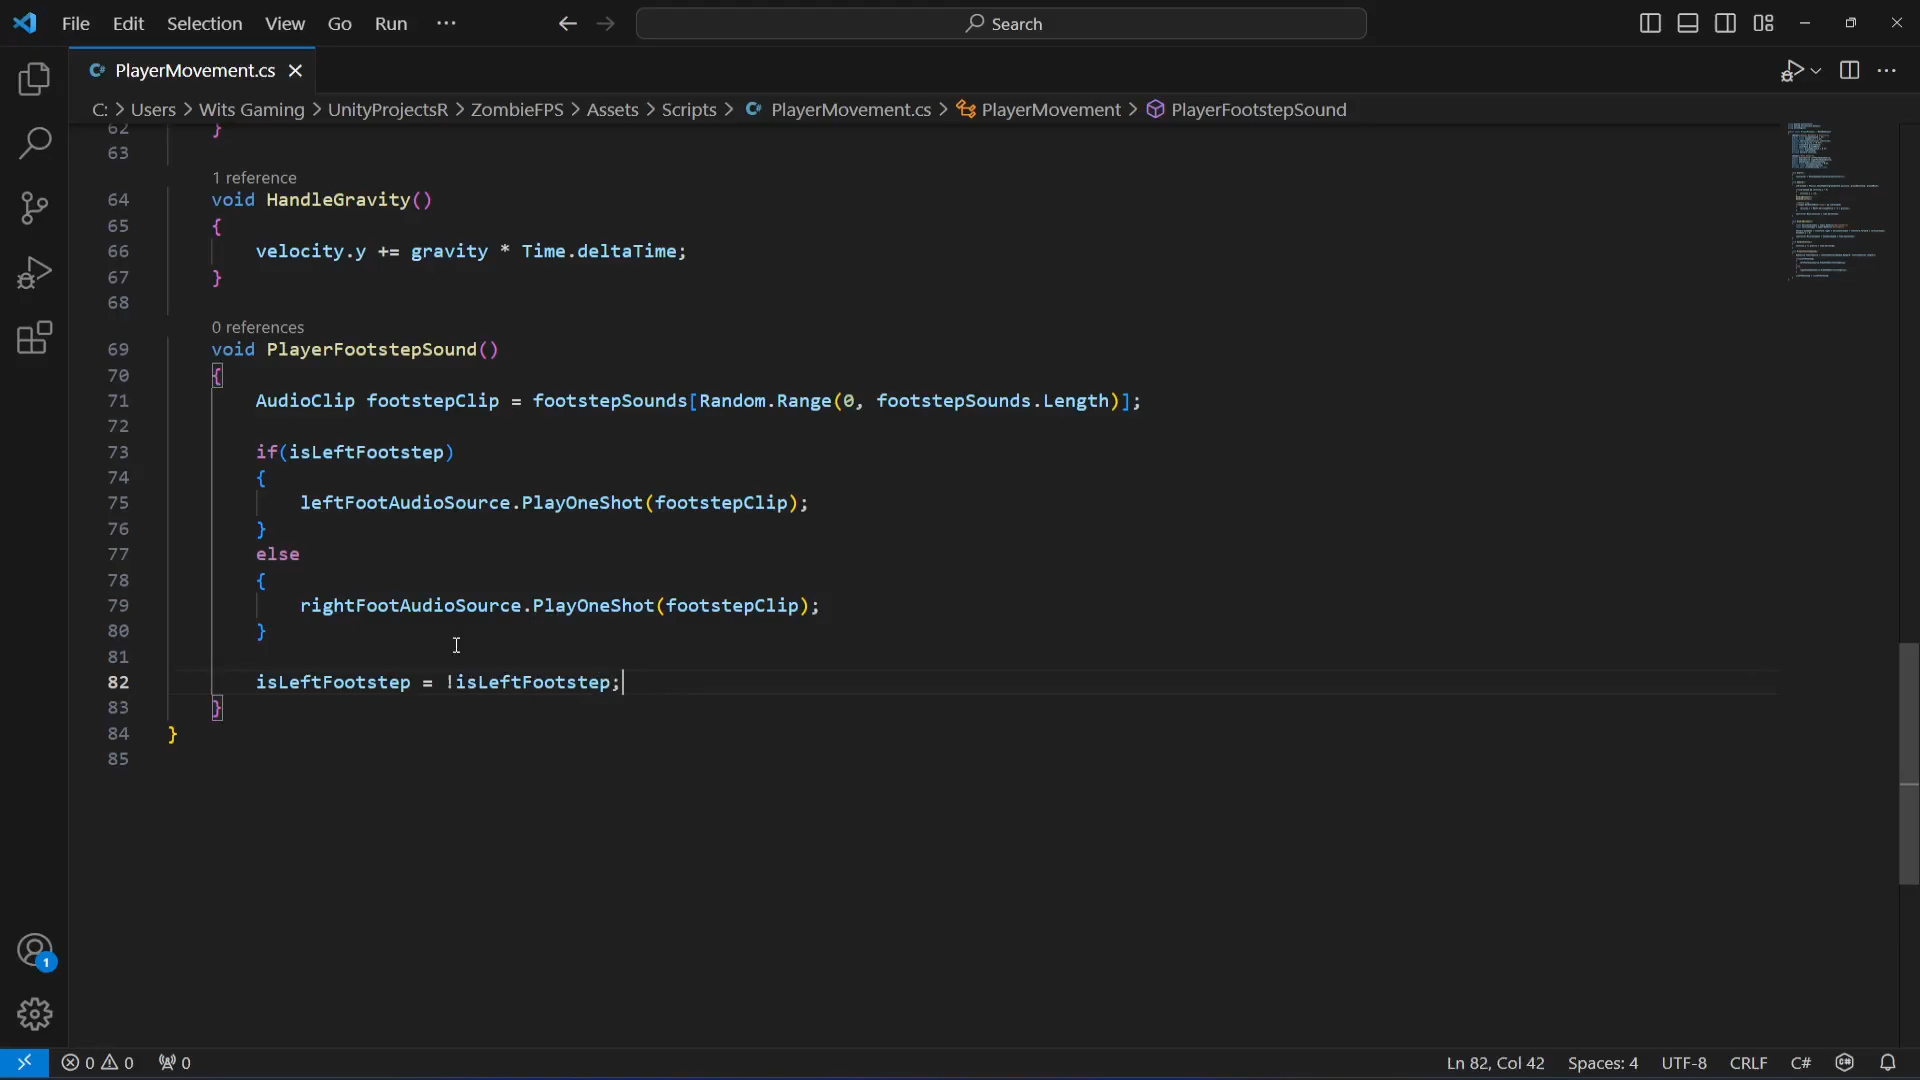 File Edit Selection View Go Run ···
Search
PlayerMovement.cs
C: > Users > Wits Gaming > UnityProjectsR > ZombieFPS > Assets > Scripts > PlayerMovement.cs > PlayerMovement > PlayerFootstepSound
62 }
63
1 reference
64 void HandleGravity()
65 {
66 velocity.y += gravity * Time.deltaTime;
67 }
68
0 references
69 void PlayerFootstepSound()
70 {
71 AudioClip footstepClip = footstepSounds[Random.Range(0, footstepSounds.Length)];
72
73 if(isLeftFootstep)
74 {
75 leftFootAudioSource.PlayOneShot(footstepClip);
76 }
77 else
78 {
79 rightFootAudioSource.PlayOneShot(footstepClip);
80 }
81
82 isLeftFootstep = !isLeftFootstep;
83 }
84 }
85
1
0 0 0 Ln 82, Col 42 Spaces: 4 UTF-8 CRLF C#